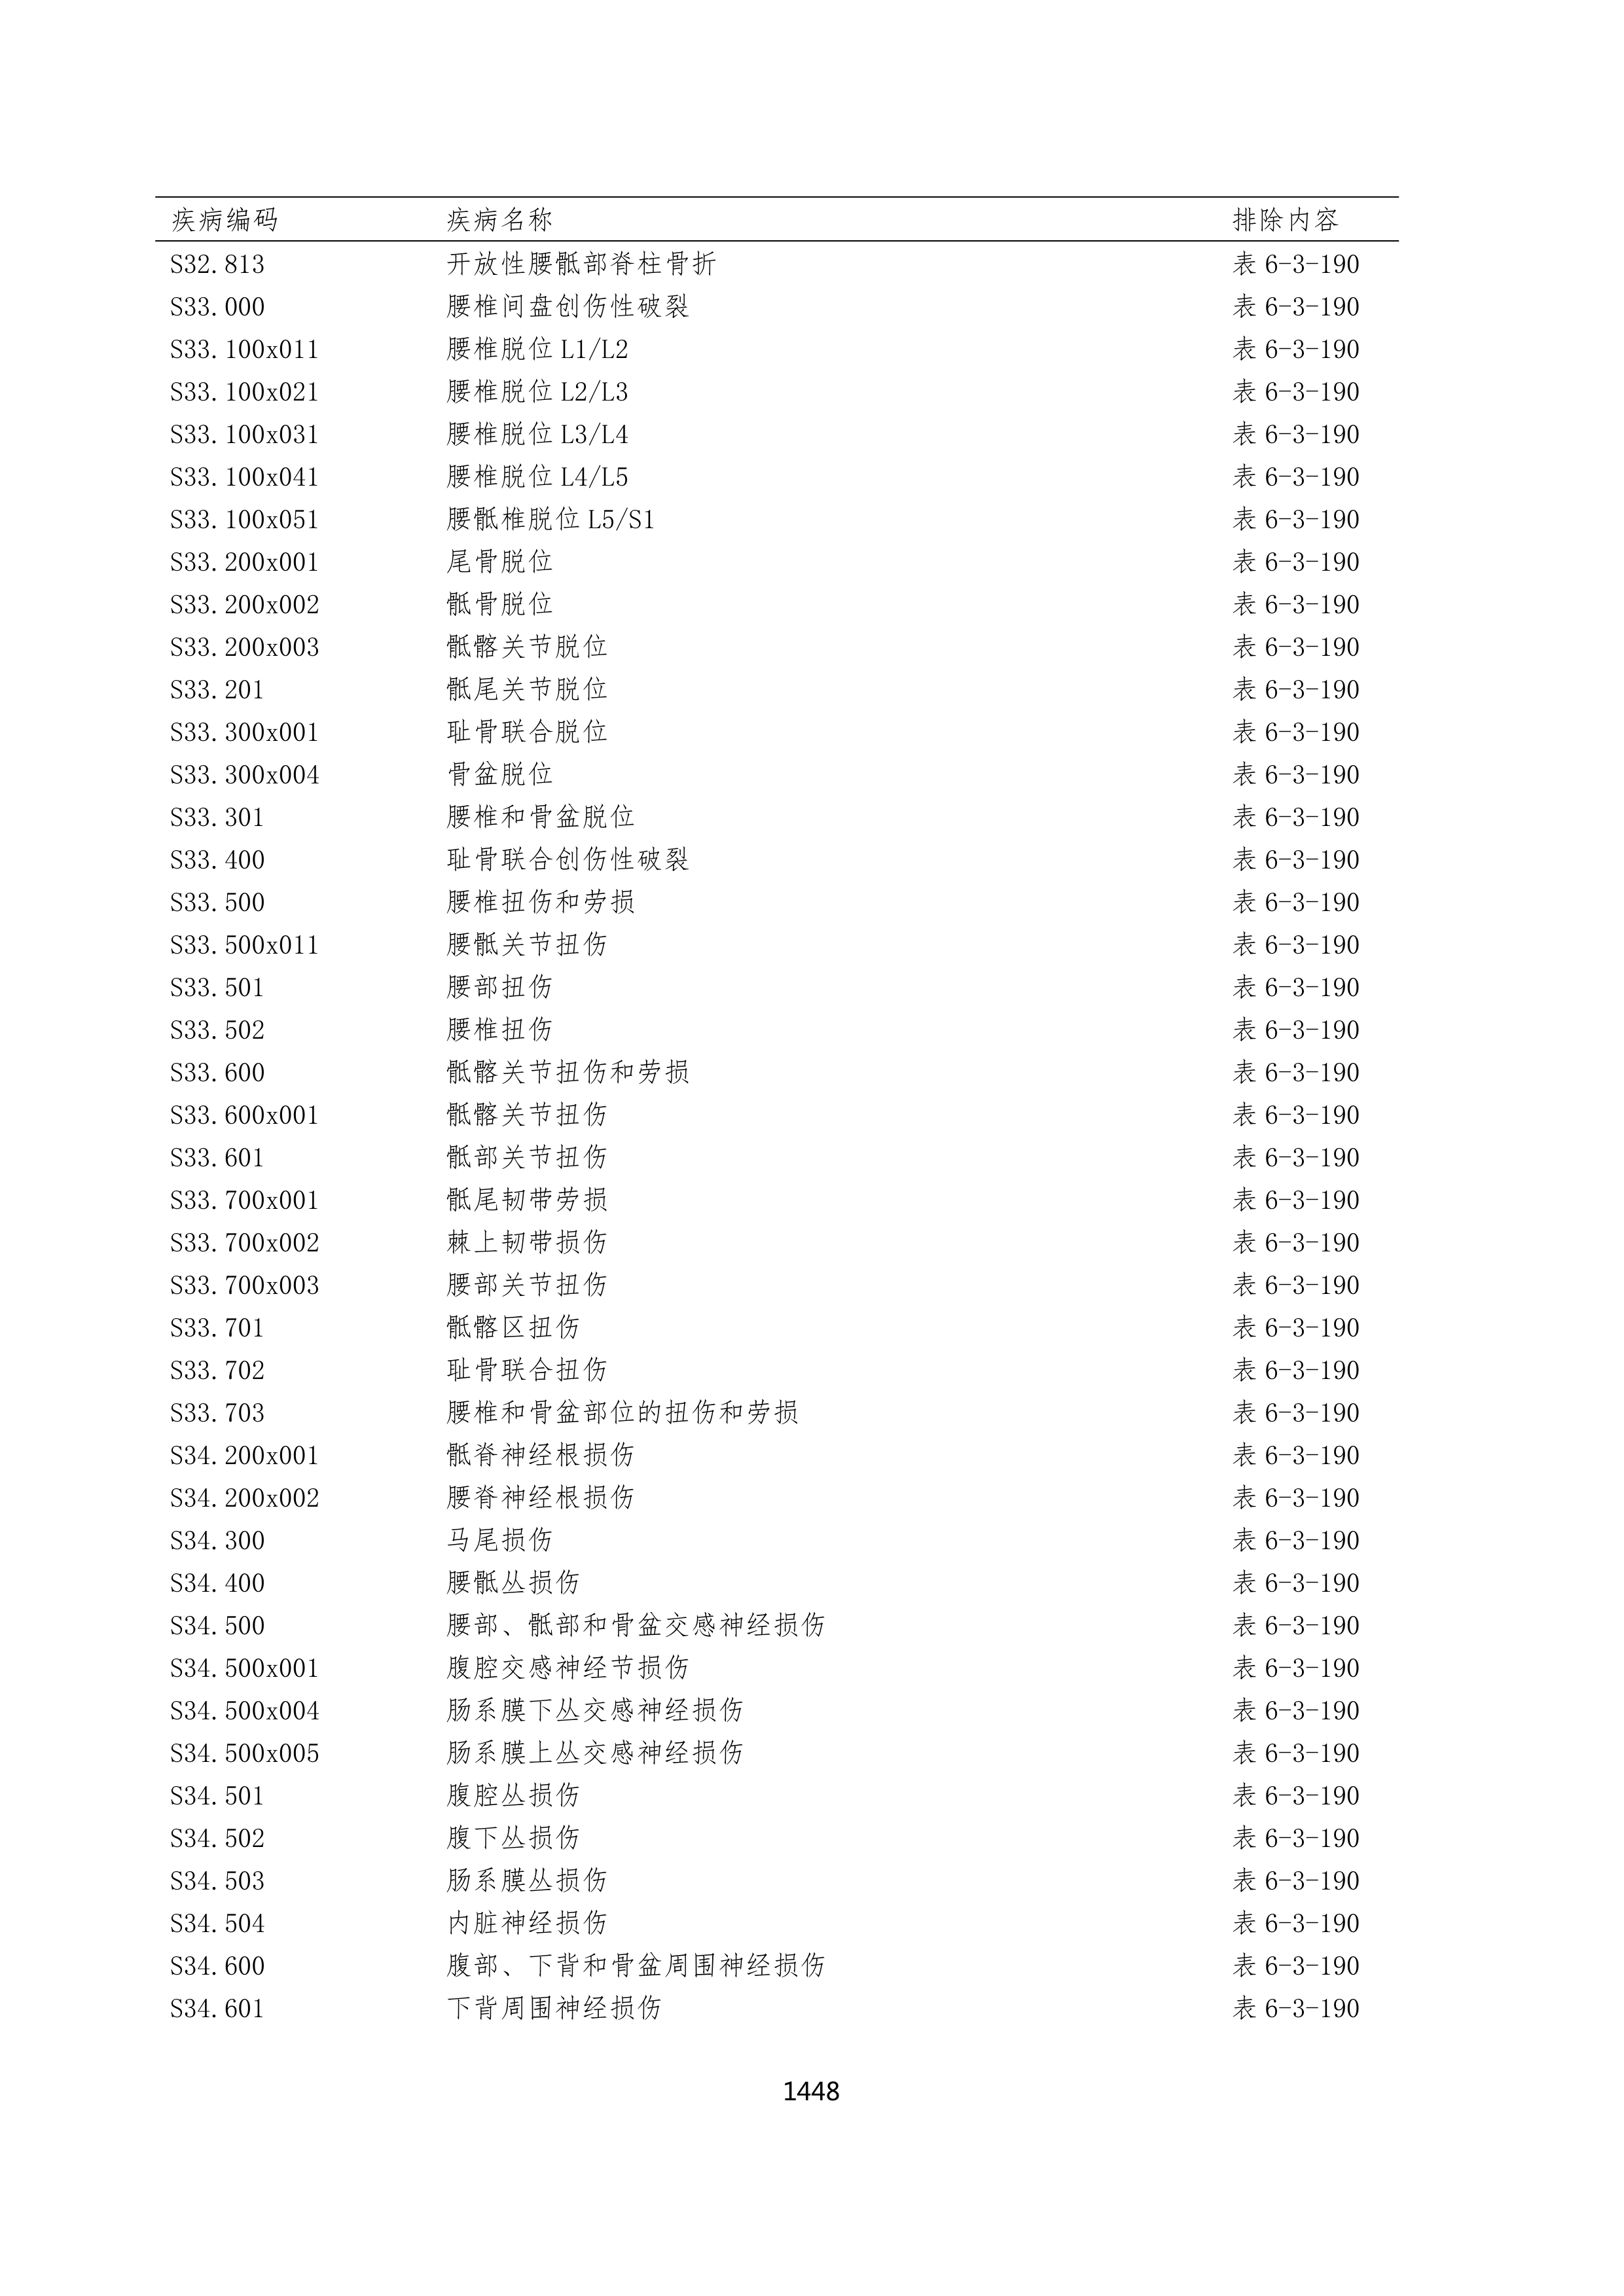 疾病编码 疾病名称 排除内容
S32.813 开放性腰骶部脊柱骨折 表 6-3-190
S33.000 腰椎间盘创伤性破裂 表 6-3-190
S33.100x011 腰椎脱位 L1/L2 表 6-3-190
S33.100x021 腰椎脱位 L2/L3 表 6-3-190
S33.100x031 腰椎脱位 L3/L4 表 6-3-190
S33.100x041 腰椎脱位 L4/L5 表 6-3-190
S33.100x051 腰骶椎脱位 L5/S1 表 6-3-190
S33.200x001 尾骨脱位 表 6-3-190
S33.200x002 骶骨脱位 表 6-3-190
S33.200x003 骶髂关节脱位 表 6-3-190
S33.201 骶尾关节脱位 表 6-3-190
S33.300x001 耻骨联合脱位 表 6-3-190
S33.300x004 骨盆脱位 表 6-3-190
S33.301 腰椎和骨盆脱位 表 6-3-190
S33.400 耻骨联合创伤性破裂 表 6-3-190
S33.500 腰椎扭伤和劳损 表 6-3-190
S33.500x011 腰骶关节扭伤 表 6-3-190
S33.501 腰部扭伤 表 6-3-190
S33.502 腰椎扭伤 表 6-3-190
S33.600 骶髂关节扭伤和劳损 表 6-3-190
S33.600x001 骶髂关节扭伤 表 6-3-190
S33.601 骶部关节扭伤 表 6-3-190
S33.700x001 骶尾韧带劳损 表 6-3-190
S33.700x002 棘上韧带损伤 表 6-3-190
S33.700x003 腰部关节扭伤 表 6-3-190
S33.701 骶髂区扭伤 表 6-3-190
S33.702 耻骨联合扭伤 表 6-3-190
S33.703 腰椎和骨盆部位的扭伤和劳损 表 6-3-190
S34.200x001 骶脊神经根损伤 表 6-3-190
S34.200x002 腰脊神经根损伤 表 6-3-190
S34.300 马尾损伤 表 6-3-190
S34.400 腰骶丛损伤 表 6-3-190
S34.500 腰部、骶部和骨盆交感神经损伤 表 6-3-190
S34.500x001 腹腔交感神经节损伤 表 6-3-190
S34.500x004 肠系膜下丛交感神经损伤 表 6-3-190
S34.500x005 肠系膜上丛交感神经损伤 表 6-3-190
S34.501 腹腔丛损伤 表 6-3-190
S34.502 腹下丛损伤 表 6-3-190
S34.503 肠系膜丛损伤 表 6-3-190
S34.504 内脏神经损伤 表 6-3-190
S34.600 腹部、下背和骨盆周围神经损伤 表 6-3-190
S34.601 下背周围神经损伤 表 6-3-190
1448